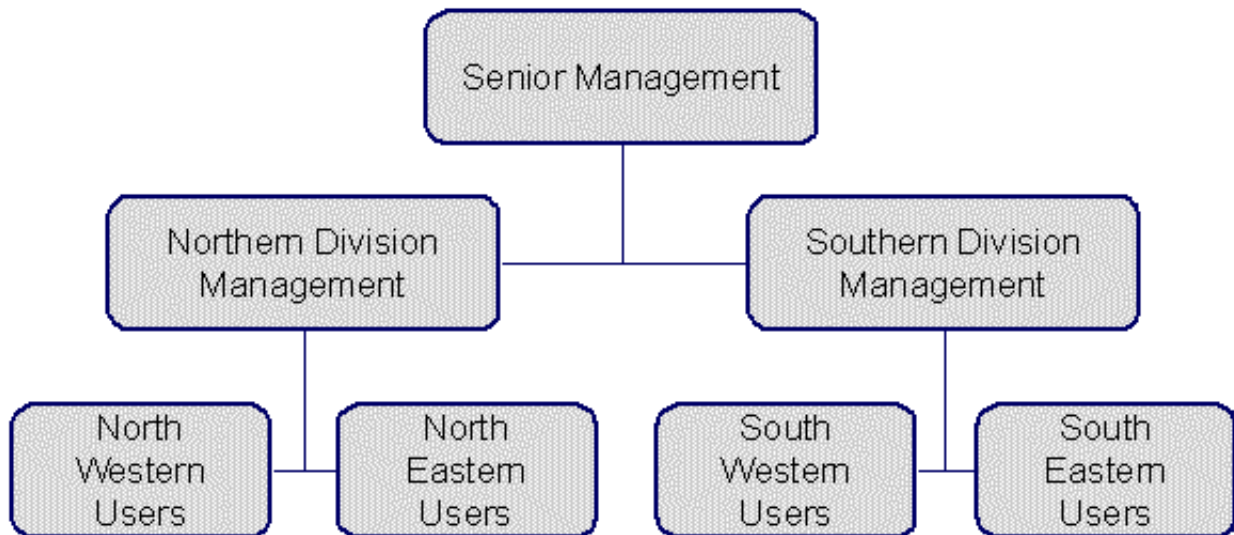 Senior Management
Northern Division
Management
Southern Division
Management
North
Western
Users
North
Eastern
Users
South
Western
Users
South
Eastern
Users